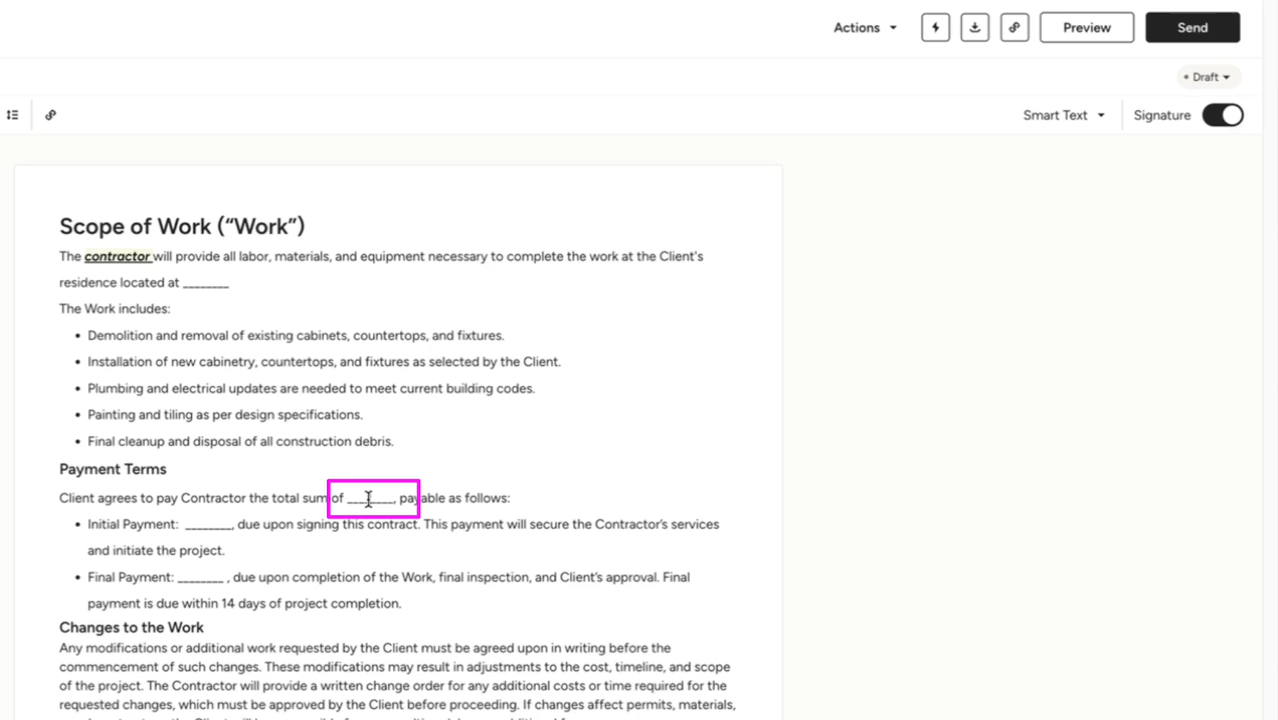 Actions
Preview
Send
Draft
Smart Text
Signature
Scope of Work (“Work”)
The contractor will provide all labor, materials, and equipment necessary to complete the work at the Client's
residence located at ________
The Work includes:
• Demolition and removal of existing cabinets, countertops, and fixtures.
• Installation of new cabinetry, countertops, and fixtures as selected by the Client.
• Plumbing and electrical updates are needed to meet current building codes.
• Painting and tiling as per design specifications.
• Final cleanup and disposal of all construction debris.
Payment Terms
Client agrees to pay Contractor the total sum of ________, payable as follows:
• Initial Payment: ________, due upon signing this contract. This payment will secure the Contractor’s services
and initiate the project.
• Final Payment: ________ , due upon completion of the Work, final inspection, and Client’s approval. Final
payment is due within 14 days of project completion.
Changes to the Work
Any modifications or additional work requested by the Client must be agreed upon in writing before the
commencement of such changes. These modifications may result in adjustments to the cost, timeline, and scope
of the project. The Contractor will provide a written change order for any additional costs or time required for the
requested changes, which must be approved by the Client before proceeding. If changes affect permits, materials,